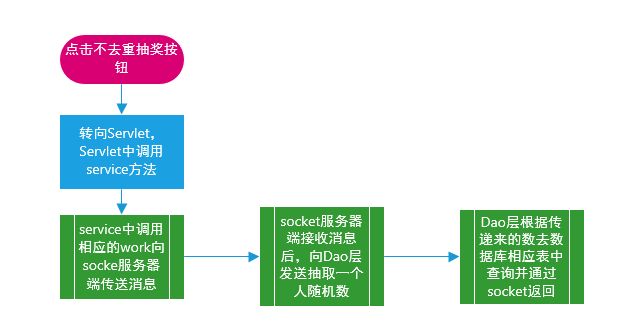 点击不去重抽奖按
钮
转向Servlet，
Servlet中调用
service方法
service中调用
相应的work向
socke服务器
端传送消息
socket服务器
端接收消息
后，向Dao层
发送抽取一个
人随机数
Dao层根据传
递来的数去数
据库相应表中
查询并通过
socket返回